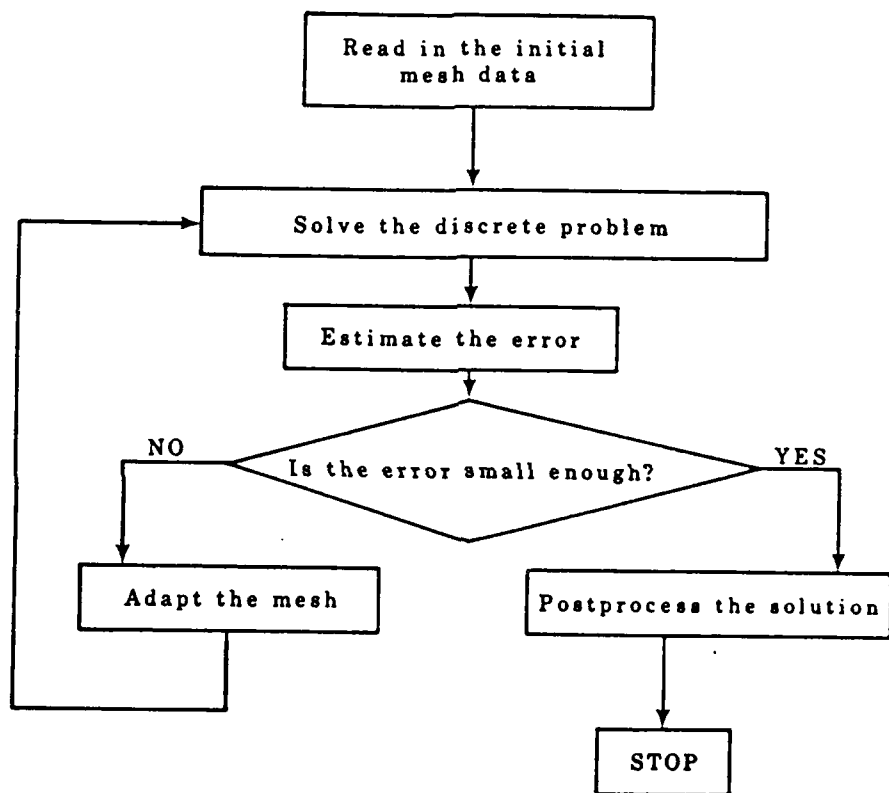 Read in the initial
mesh data
Solve the discrete problem
Estimate the error
NO
YES
Is the error small enough?
Adapt the mesh
Postprocess the solution
STOP